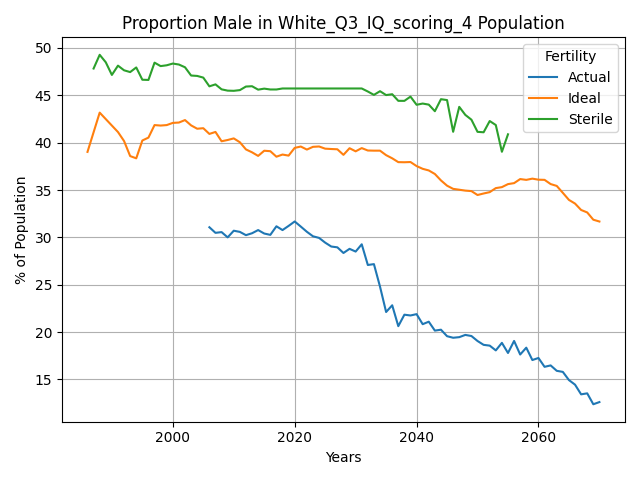 Proportion Male in White_Q3_IQ_scoring_4 Population
Fertility
Actual
Ideal
Sterile
% of Population
50
45
40
35
30
25
20
15
2000
2020
2040
2060
Years